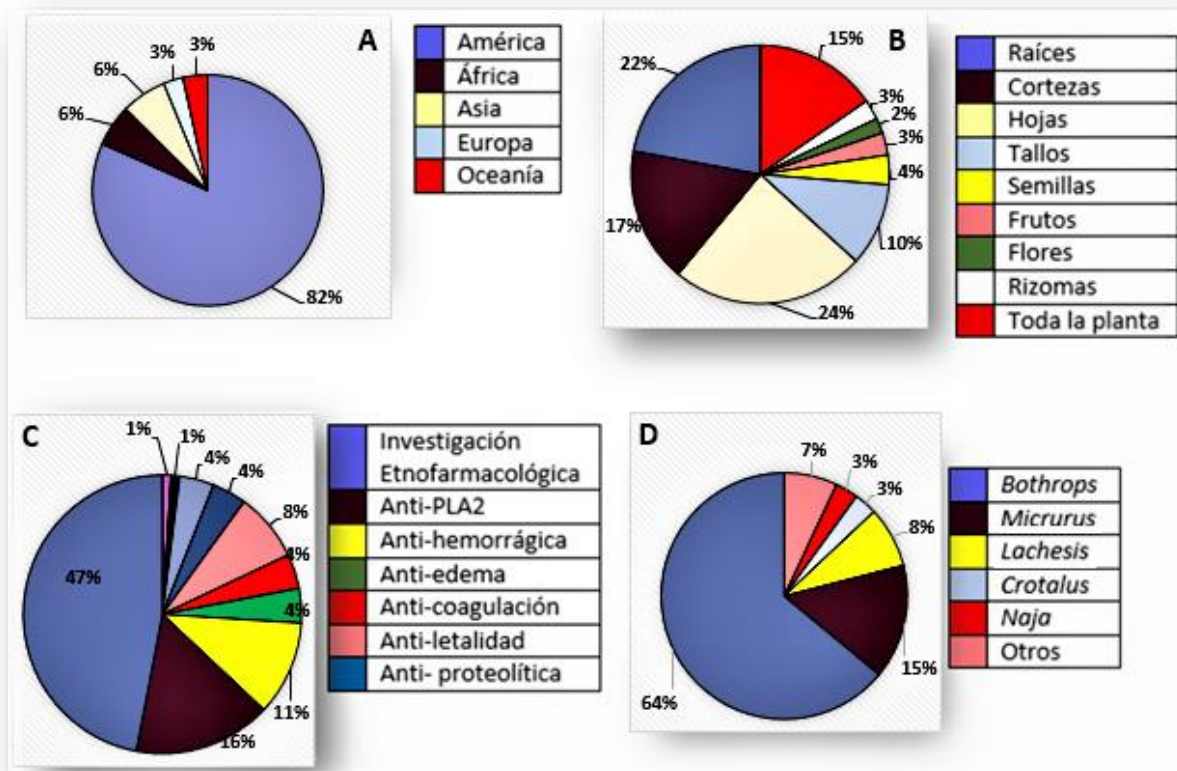 A
3%
3%
6%
6%
82%
América
África
Asia
Europa
Oceanía
B
15%
22%
3%
2%
3%
4%
17%
10%
24%
Raíces
Cortezas
Hojas
Tallos
Semillas
Frutos
Flores
Rizomas
Toda la planta
C
1%
1%
4%
4%
8%
4%
4%
47%
11%
16%
Investigación
Etnofarmacológica
Anti-PLA2
Anti-hemorrágica
Anti-edema
Anti-coagulación
Anti-letalidad
Anti- proteolítica
D
7%
3%
3%
8%
15%
64%
Bothrops
Micrurus
Lachesis
Crotalus
Naja
Otros